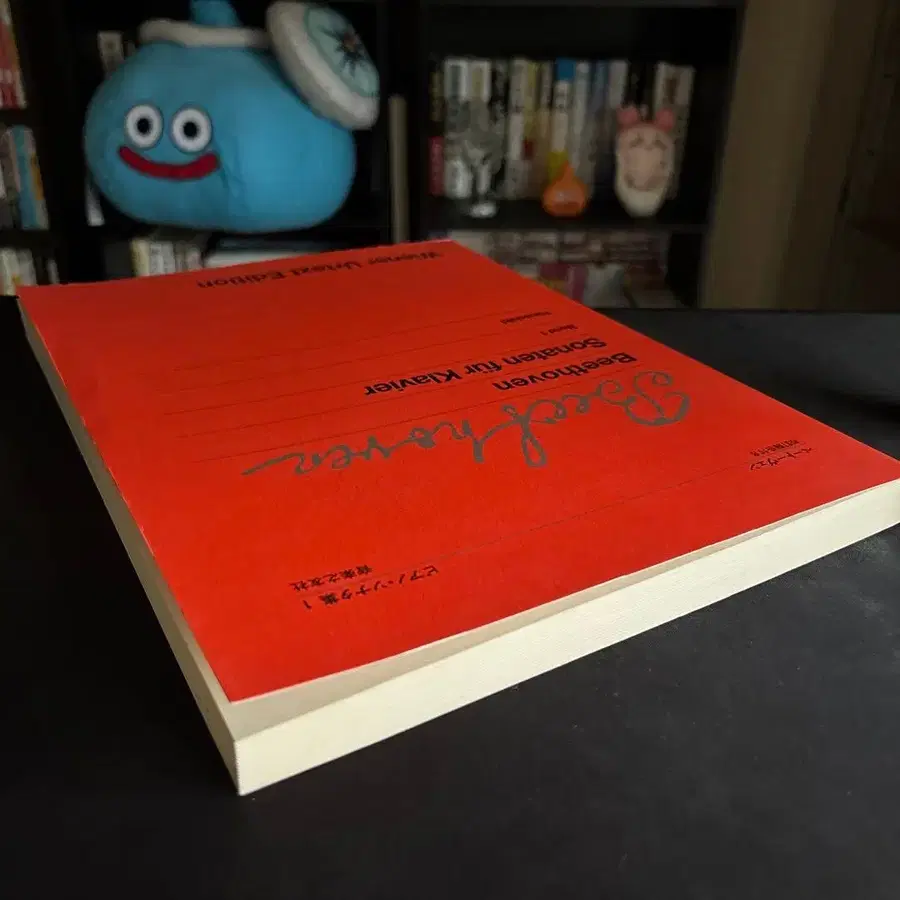 ベートーヴェン
ピアノ・ソナタ集 1
音楽之友社
Beethoven
Beethoven
Sonaten für Klavier
Band 1
Hauschild
Wiener Urtext Edition